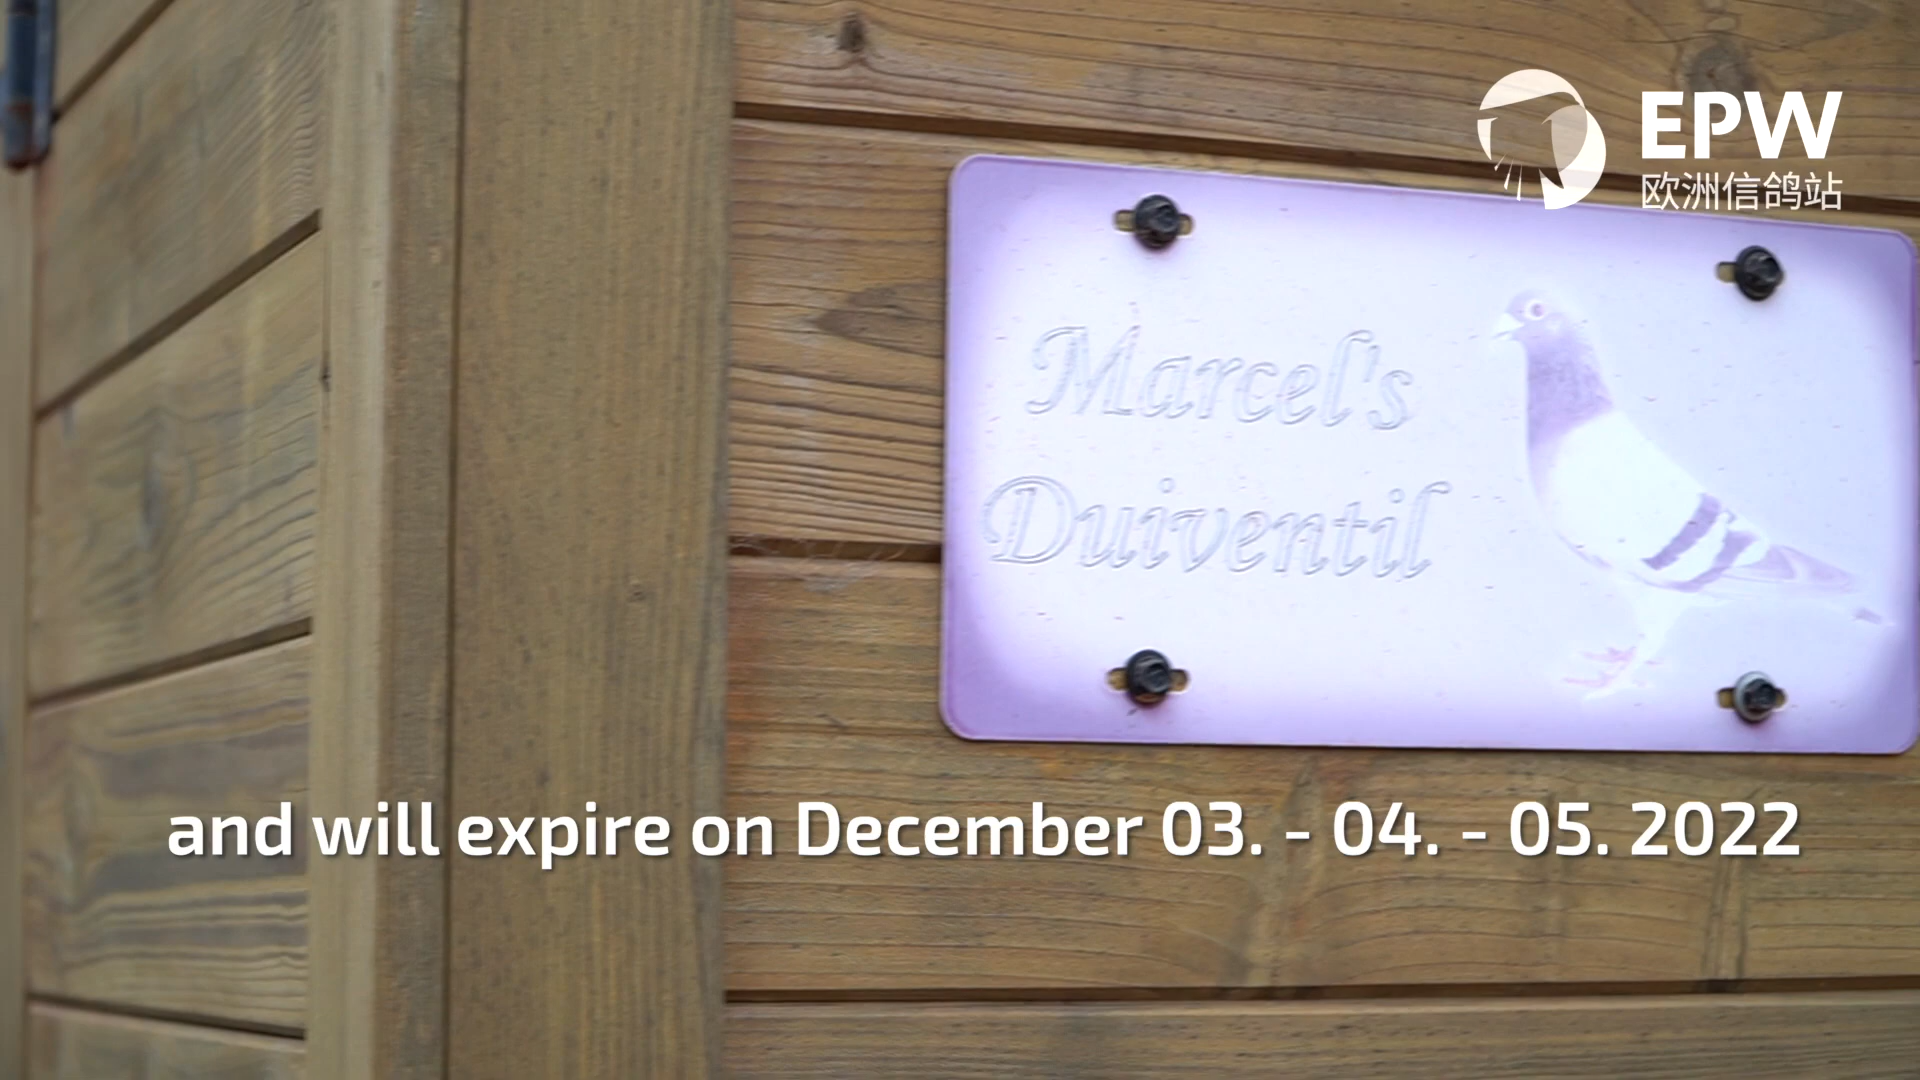 EPW
欧洲信鸽站
Marcel's
Duiventil
and will expire on December 03. - 04. - 05. 2022